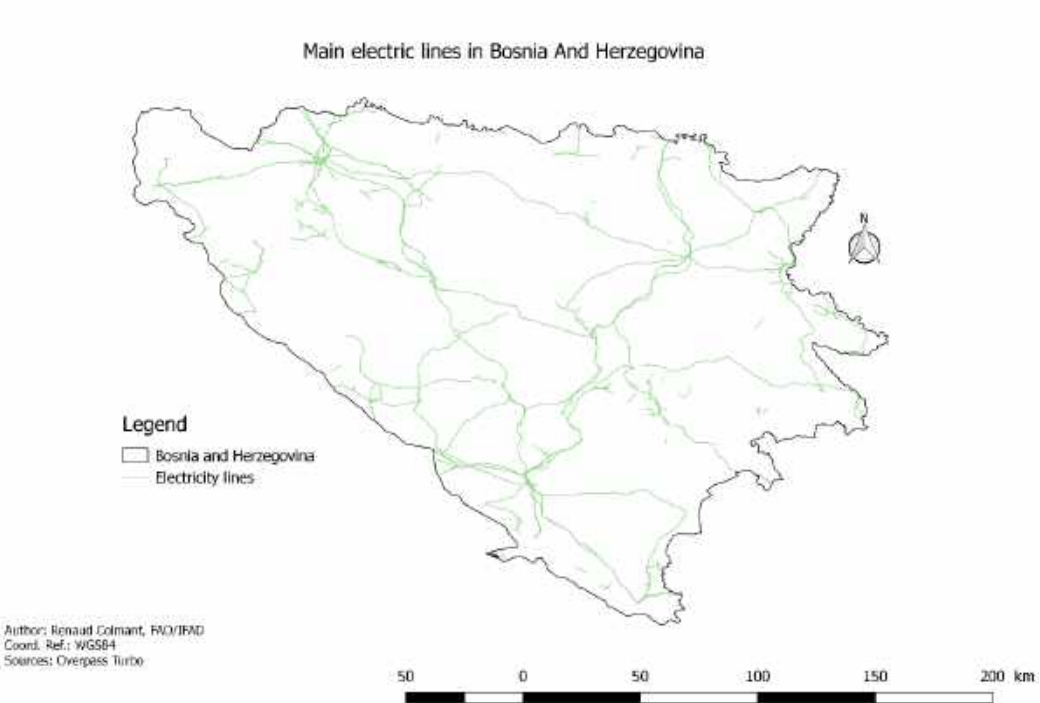 Main electric lines in Bosnia And Herzegovina
N
Legend
Bosnia and Herzegovina
Electricity lines
Author: Renaud Colmant, FAO/IFAD
Coord. Ref.: WGS84
Sources: Overpass Turbo
50 0 50 100 150 200 km